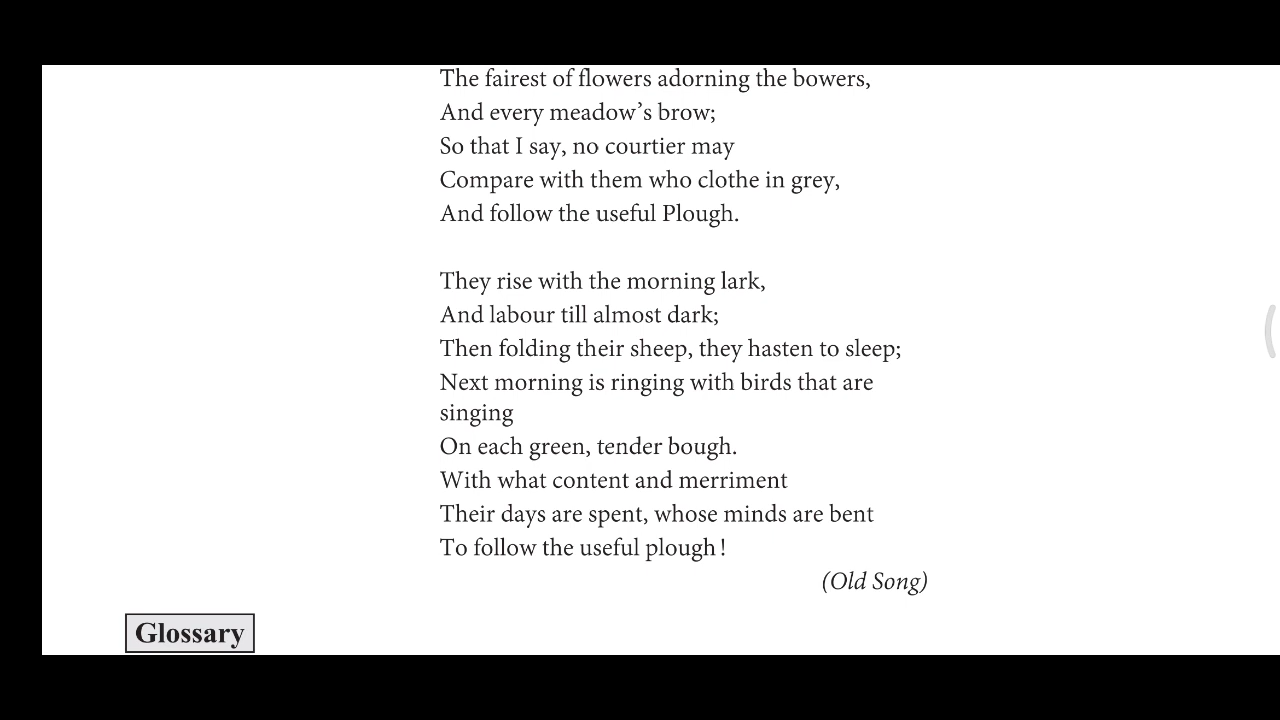 The fairest of flowers adorning the bowers,
And every meadow’s brow;
So that I say, no courtier may
Compare with them who clothe in grey,
And follow the useful Plough.
They rise with the morning lark,
And labour till almost dark;
Then folding their sheep, they hasten to sleep;
Next morning is ringing with birds that are
singing
On each green, tender bough.
With what content and merriment
Their days are spent, whose minds are bent
To follow the useful plough !
(Old Song)
Glossary